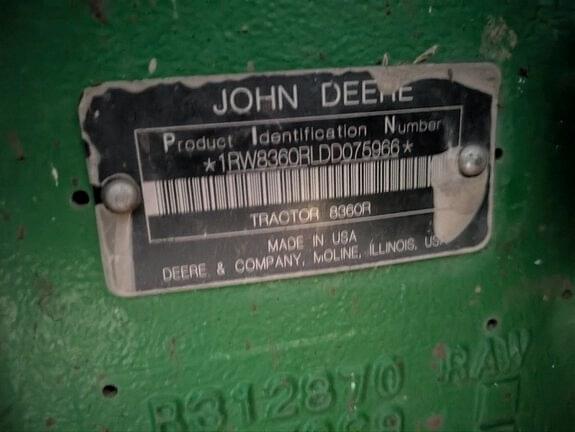 JOHN DEERE
Product Identification Number
*1RW8360RLDD075966*
TRACTOR 8360R
MADE IN USA
DEERE & COMPANY, MOLINE, ILLINOIS, USA
R312870 RAW